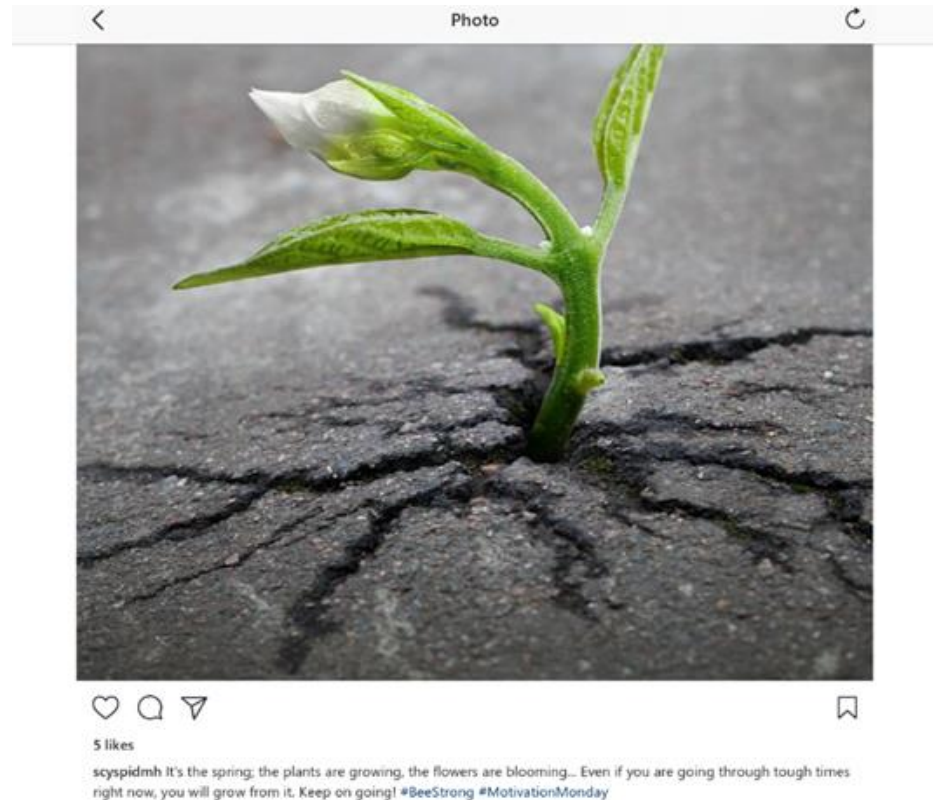 Photo
5 likes
scyspidmh It's the spring; the plants are growing, the flowers are blooming... Even if you are going through tough times
right now, you will grow from it. Keep on going! #BeeStrong #MotivationMonday